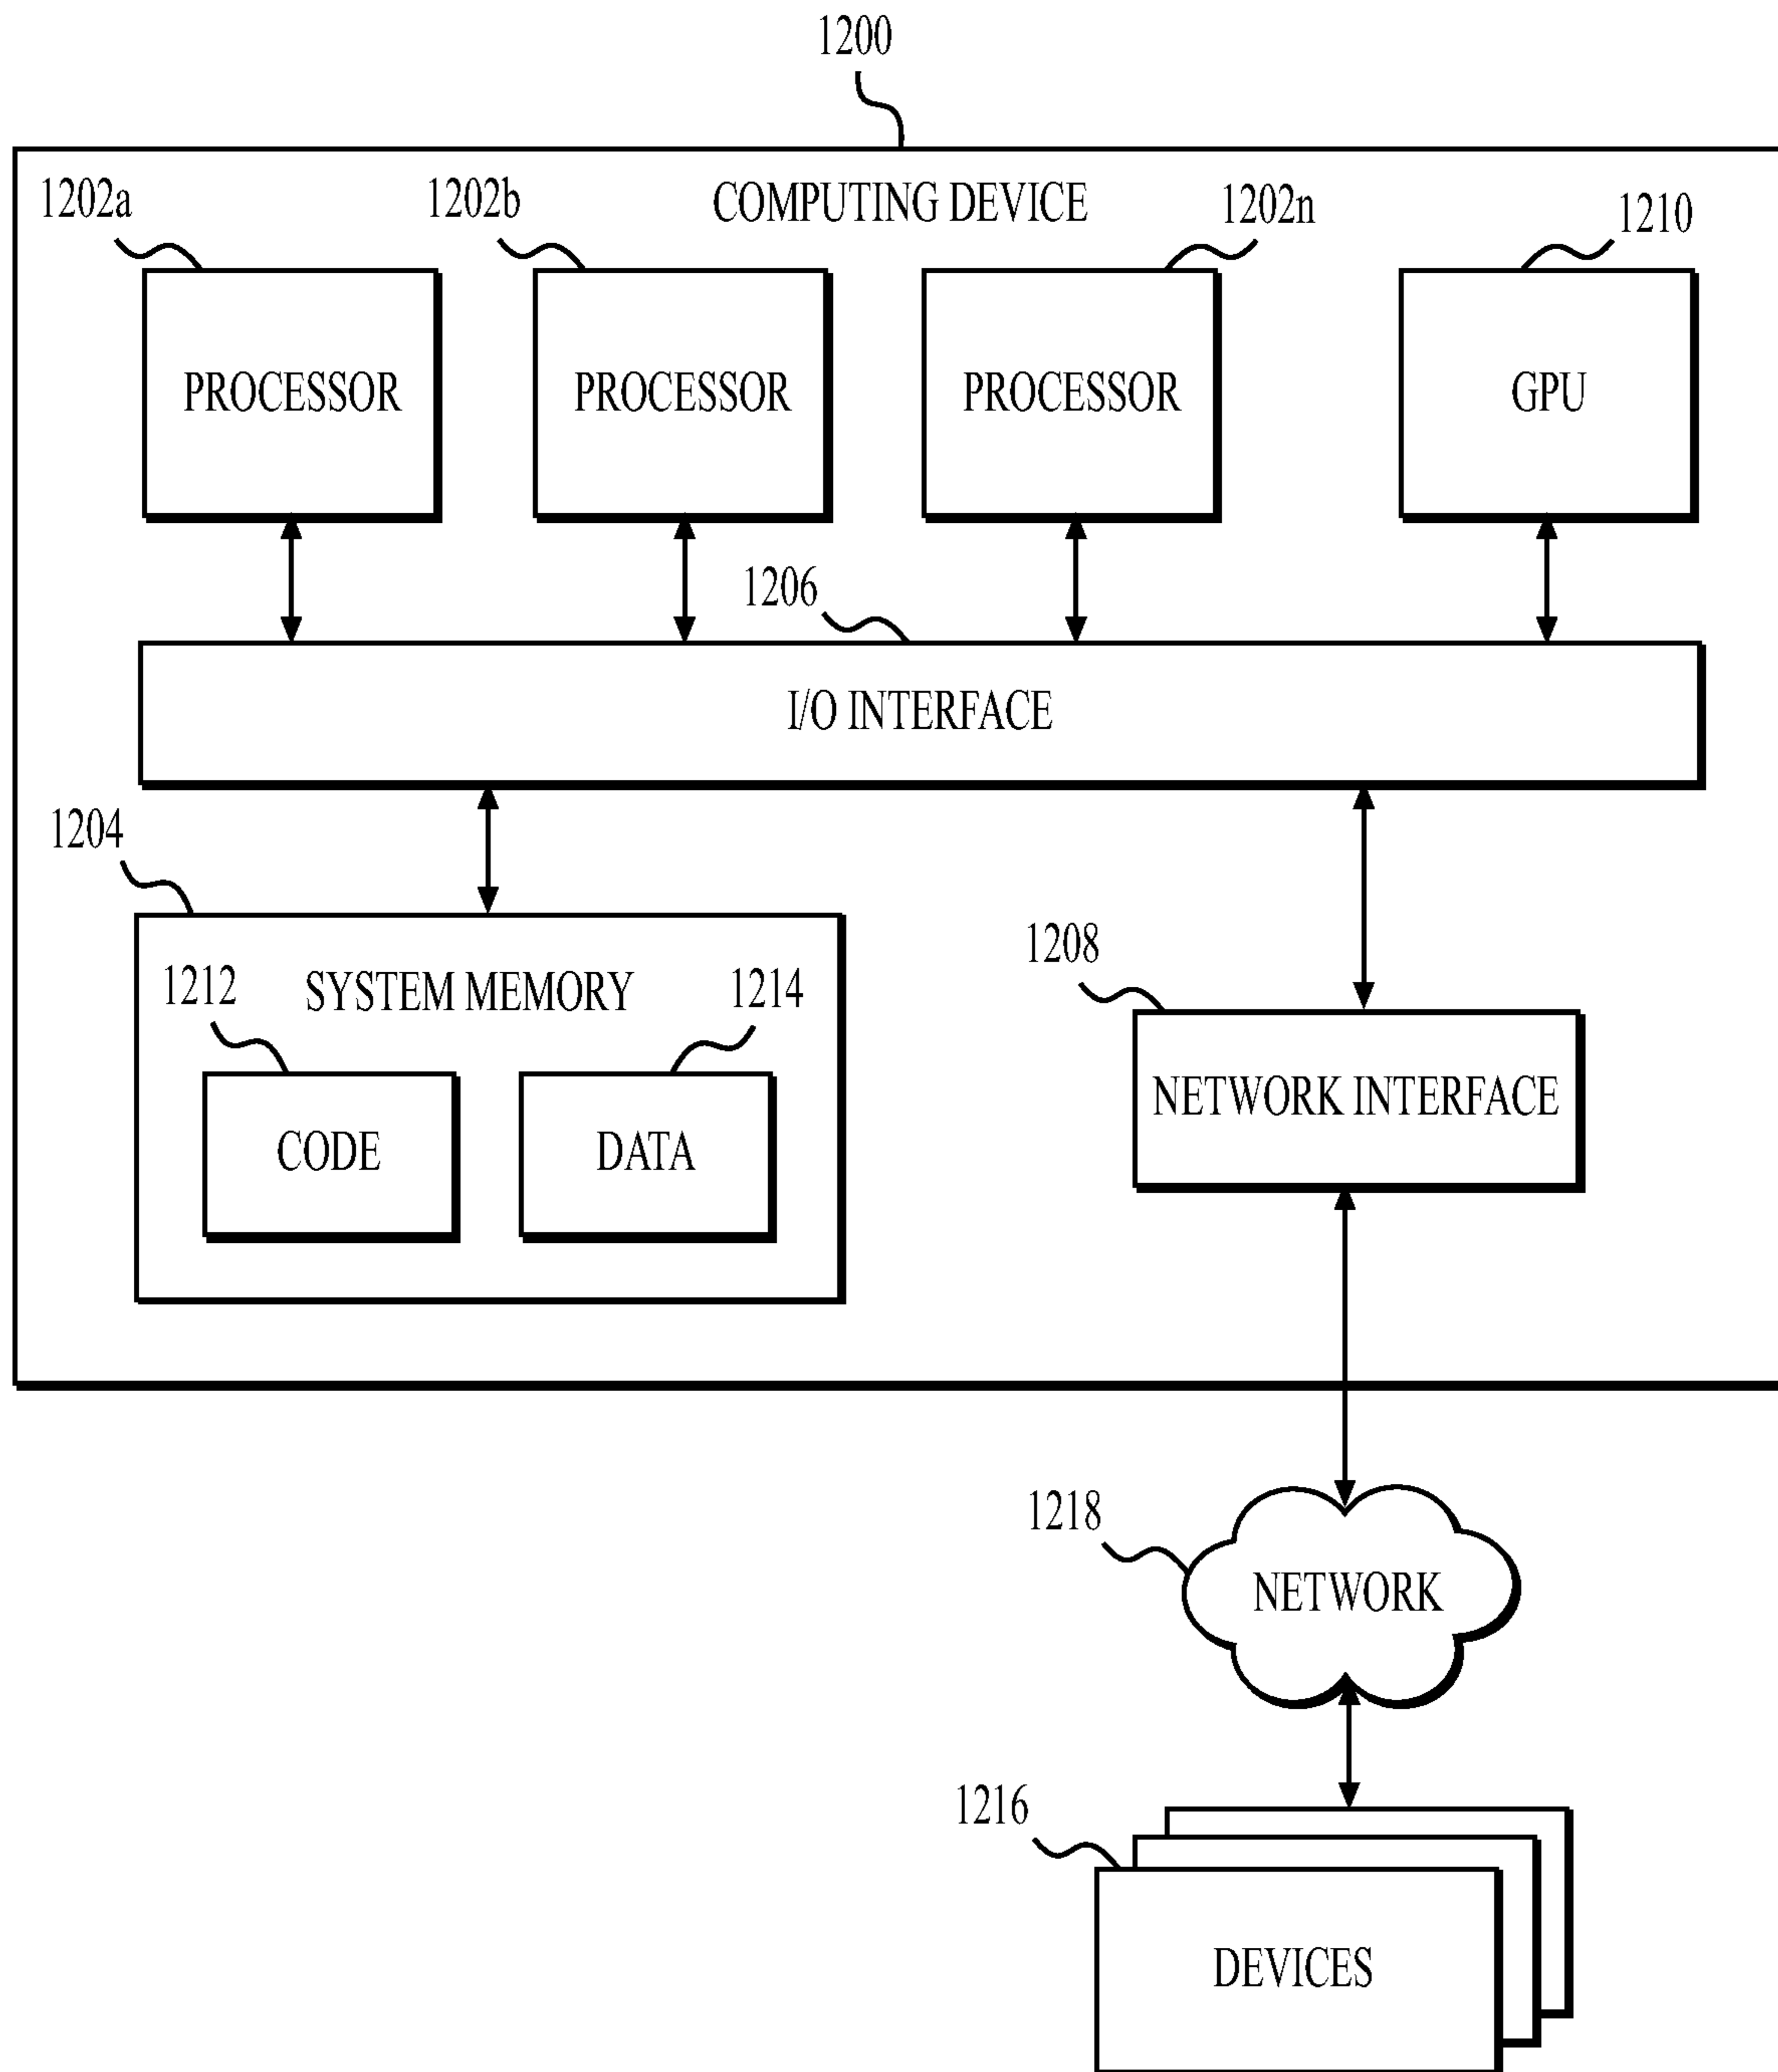 1200
COMPUTING DEVICE
1202a
1202b
1202n
1210
PROCESSOR
PROCESSOR
PROCESSOR
GPU
1206
I/O INTERFACE
1204
1208
SYSTEM MEMORY
1212
1214
CODE
DATA
NETWORK INTERFACE
1218
NETWORK
1216
DEVICES